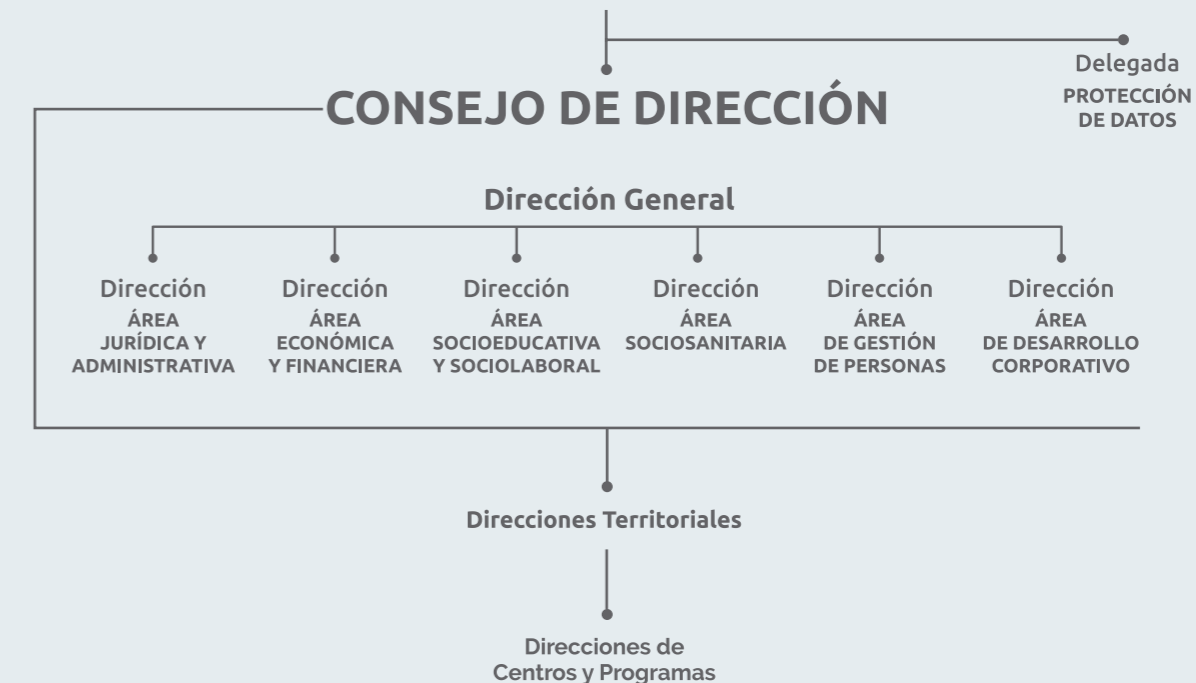 Delegada
PROTECCIÓN
DE DATOS
CONSEJO DE DIRECCIÓN
Dirección General
Dirección
ÁREA
JURÍDICA Y
ADMINISTRATIVA
Dirección
ÁREA
ECONÓMICA
Y FINANCIERA
Dirección
ÁREA
SOCIOEDUCATIVA
Y SOCIOLABORAL
Dirección
ÁREA
SOCIOSANITARIA
Dirección
ÁREA
DE GESTIÓN
DE PERSONAS
Dirección
ÁREA
DE DESARROLLO
CORPORATIVO
Direcciones Territoriales
Direcciones de
Centros y Programas